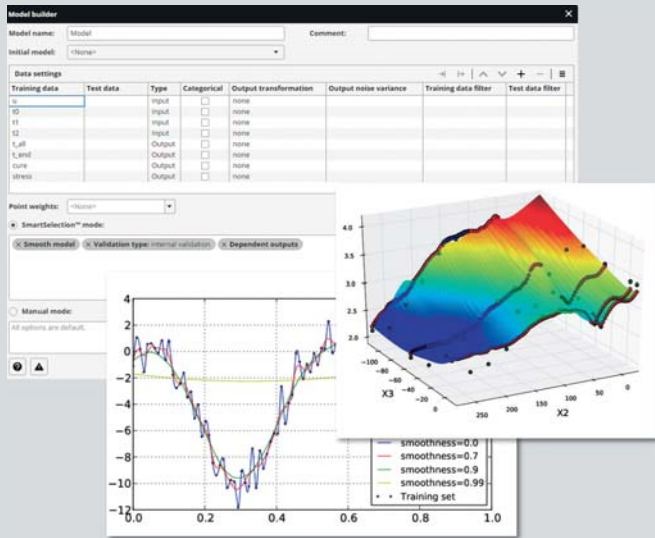 Model builder
Model name: Model Comment:
Initial model: <None>
Data settings
Training data Test data Type Categorical Output transformation Output noise variance Training data filter Test data filter
u Input none
t0 Input none
t1 Input none
t2 Input none
t_all Output none
t_end Output none
cure Output none
stress Output none
Point weights: <None>
SmartSelection™ mode:
× Smooth model × Validation type: internal validation × Dependent outputs
Manual mode:
All options are default.
4.0
3.5
3.0
2.5
2.0
-100
-80
-60
-40
-20
0
X3
250
200
150
100
50
0
X2
4
2
0
−2
−4
−6
−8
−10
−12
0.0 0.2 0.4 0.6 0.8 1.0
smoothness=0.0
smoothness=0.7
smoothness=0.9
smoothness=0.99
Training set